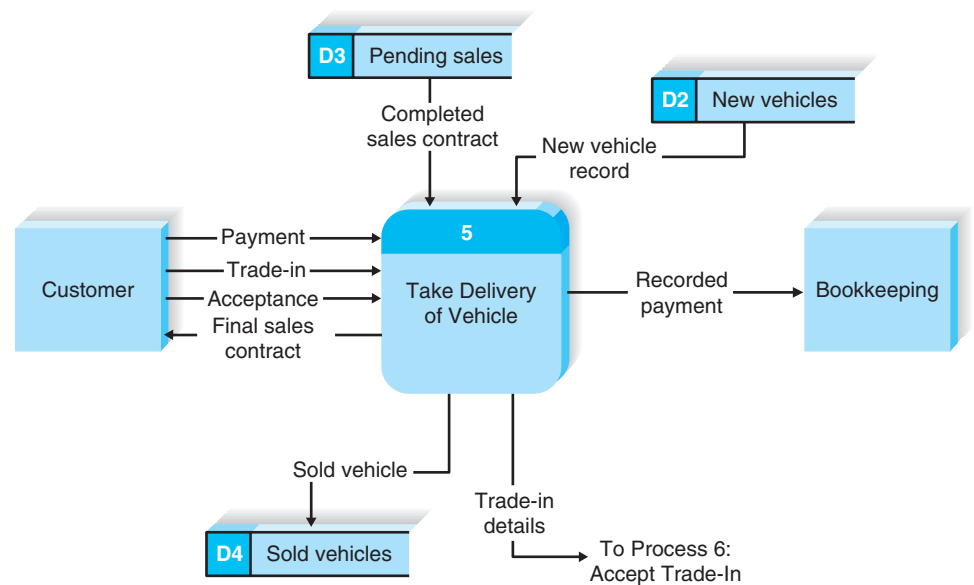 D3 Pending sales
D2 New vehicles
Completed
sales contract
New vehicle
record
5
Payment
Trade-in
Customer
Acceptance
Final sales
contract
Take Delivery
of Vehicle
Recorded
payment
Bookkeeping
Sold vehicle
Trade-in
details
D4 Sold vehicles
To Process 6:
Accept Trade-In